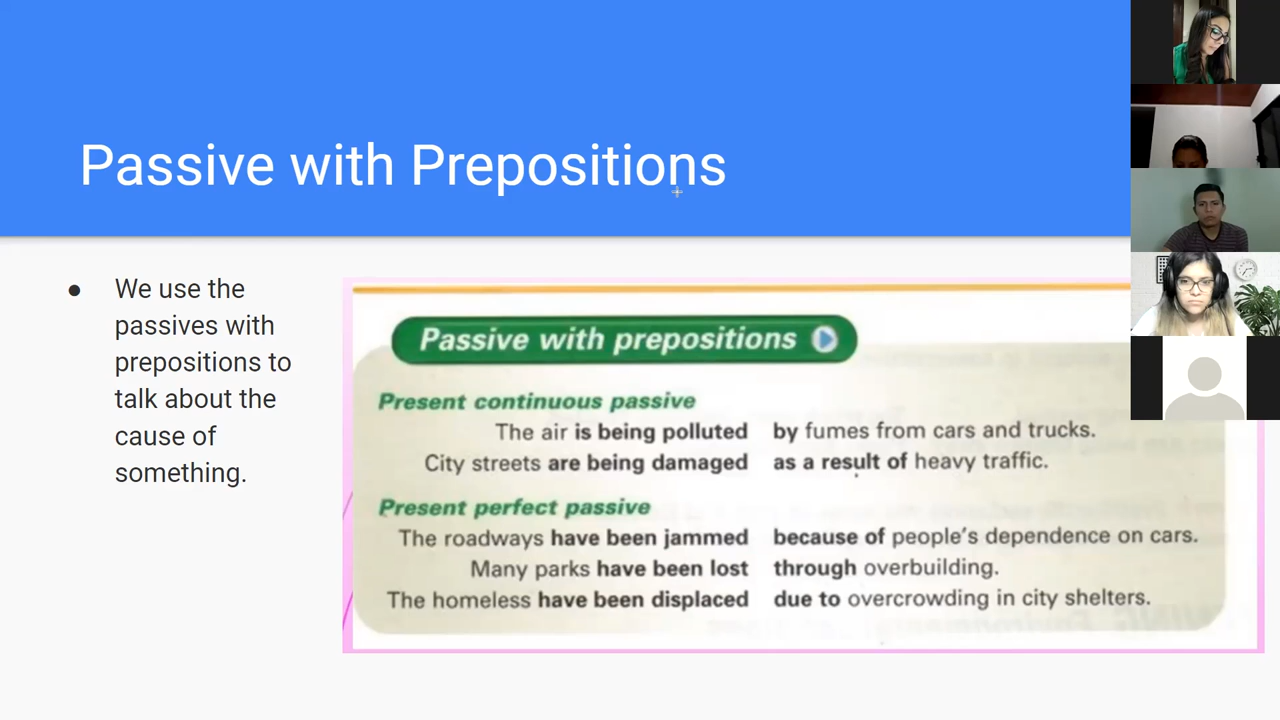 Passive with Prepositions
● We use the
passives with
prepositions to
talk about the
cause of
something.
Passive with prepositions
Present continuous passive
The air is being polluted by fumes from cars and trucks.
City streets are being damaged as a result of heavy traffic.
Present perfect passive
The roadways have been jammed because of people's dependence on cars.
Many parks have been lost through overbuilding.
The homeless have been displaced due to overcrowding in city shelters.